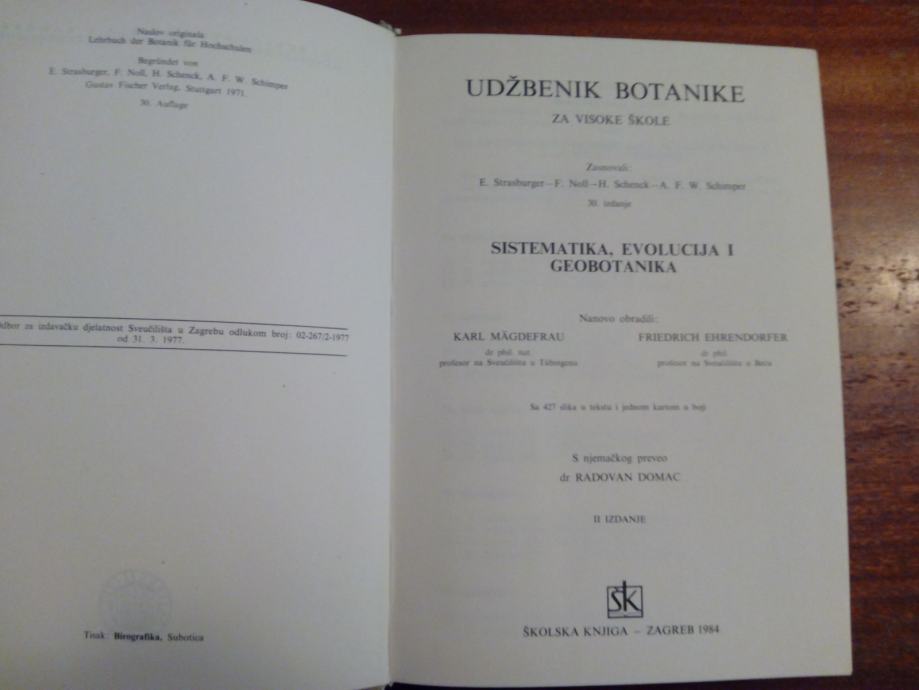 Naslov originala
Lehrbuch der Botanik für Hochschulen
Begründet von
E. Strasburger, F. Noll, H. Schenck, A. F. W. Schimper
Gustav Fischer Verlag, Stuttgart 1971.
30. Auflage
odbor za izdavačku djelatnost Sveučilišta u Zagrebu odlukom broj: 02-267/2-1977
od 31. 3. 1977.
Tisak: Birografika, Subotica
UDŽBENIK BOTANIKE
ZA VISOKE ŠKOLE
Zasnovali:
E. Strasburger—F. Noll—H. Schenck—A. F. W. Schimper
30. izdanje
SISTEMATIKA, EVOLUCIJA I
GEOBOTANIKA
Nanovo obradili:
KARL MÄGDEFRAU
dr phil. nat.
profesor na Sveučilištu u Tübingenu
FRIEDRICH EHRENDORFER
dr phil.
profesor na Sveučilištu u Beču
Sa 427 slika u tekstu i jednom kartom u boji
S njemačkog preveo
dr RADOVAN DOMAC
II IZDANJE
ŠK
ŠKOLSKA KNJIGA – ZAGREB 1984